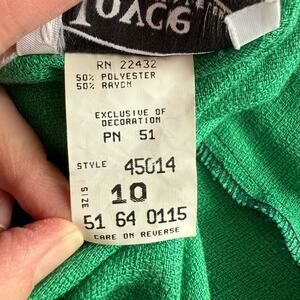 RN 22432
50% POLYESTER
50% RAYON
EXCLUSIVE OF
DECORATION
PN 51
STYLE 45014
SIZE 10
51 64 0115
CARE ON REVERSE